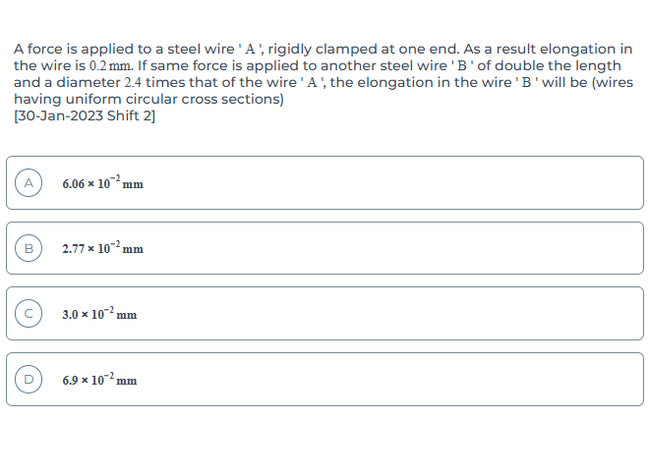 A force is applied to a steel wire ' A ', rigidly clamped at one end. As a result elongation in
the wire is 0.2 mm. If same force is applied to another steel wire ' B ' of double the length
and a diameter 2.4 times that of the wire ' A ', the elongation in the wire ' B ' will be (wires
having uniform circular cross sections)
[30-Jan-2023 Shift 2]
A 6.06 × 10⁻² mm
B 2.77 × 10⁻² mm
C 3.0 × 10⁻² mm
D 6.9 × 10⁻² mm